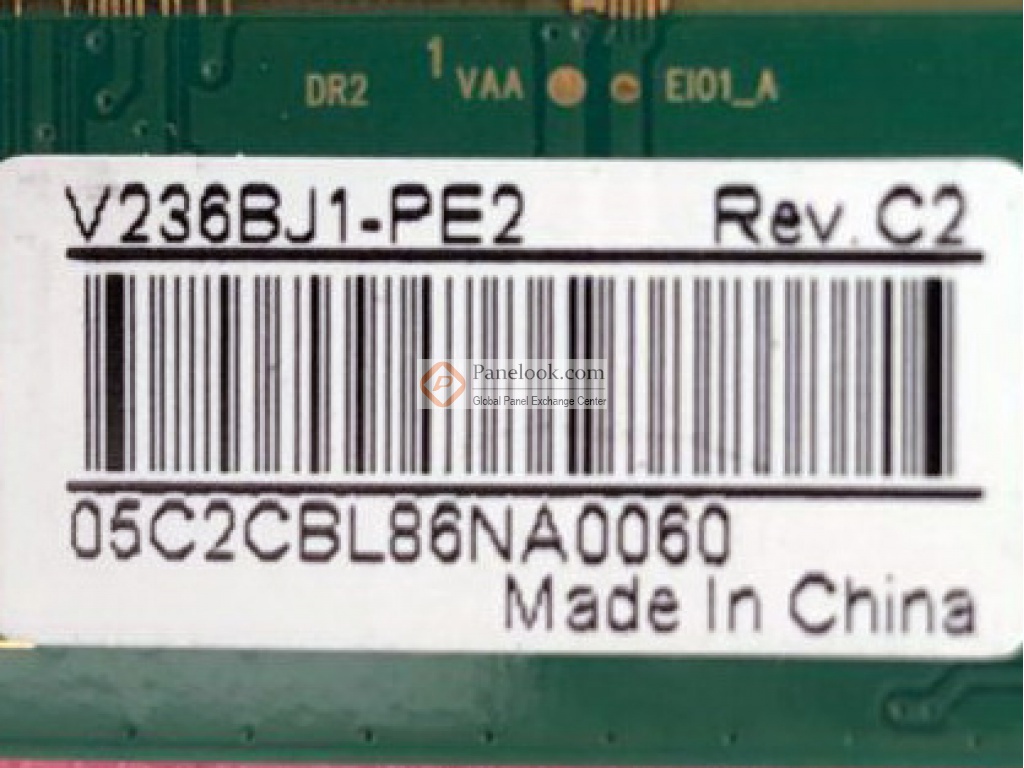 DR2 1 VAA EI01_A
V236BJ1-PE2 Rev. C2
Panelook.com
Global Panel Exchange Center
05C2CBL86NA0060
Made In China